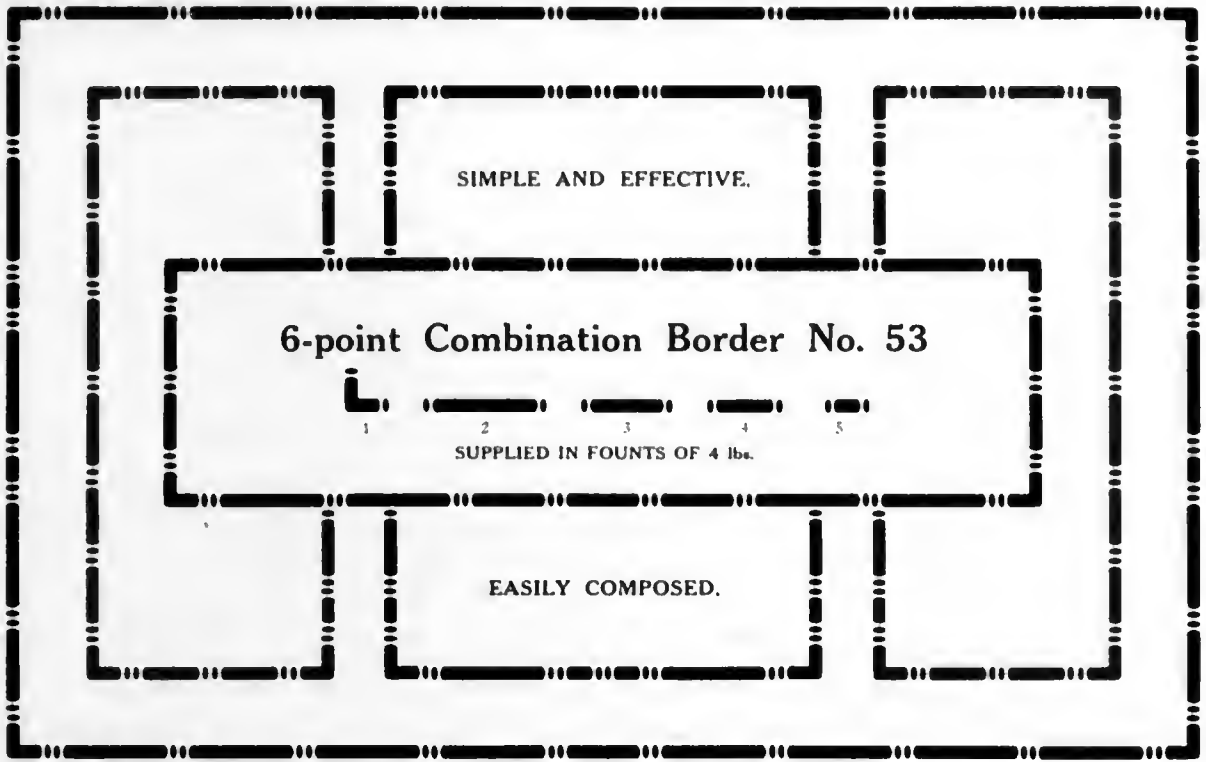 SIMPLE AND EFFECTIVE.
6-point Combination Border No. 53
1 2 3 4 5
SUPPLIED IN FOUNTS OF 4 lbs.
EASILY COMPOSED.